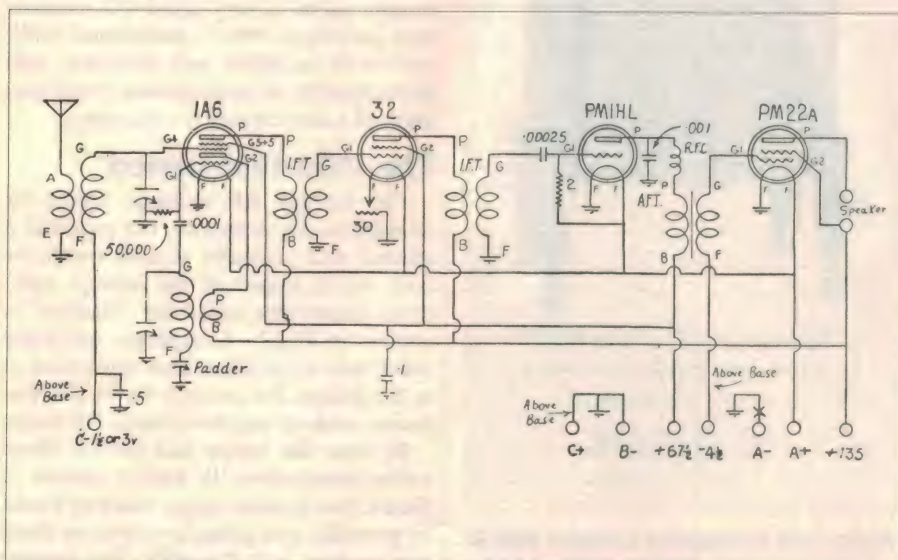 1A6
32
PM1HL
PM22A
P
G4
G3+5
G2
G1
F
F
P
G1
G2
F
F
30
.00025
P
G1
F
F
2
.001
R.F.C
P
A.F.T.
P
G1
G2
F
F
Speaker
A
G
E
F
50,000
.0001
P
I.F.T
G
B
F
P
I.F.T.
G
B
F
G
B
F
G
P
B
F
Padder
.1
Above
Base
.5
C-1½ or 3v
Above
Base
Above Base
C+
B-
+67½
-4½
A-
A+
+135